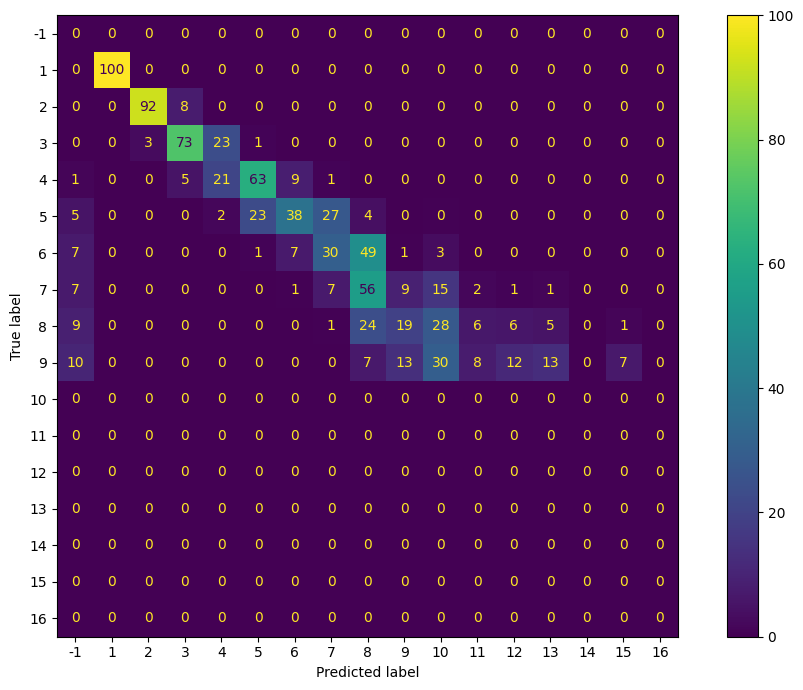 -1 0 0 0 0 0 0 0 0 0 0 0 0 0 0 0 0 0 100
1 0 100 0 0 0 0 0 0 0 0 0 0 0 0 0 0 0
2 0 0 92 8 0 0 0 0 0 0 0 0 0 0 0 0 0 80
3 0 0 3 73 23 1 0 0 0 0 0 0 0 0 0 0 0
4 1 0 0 5 21 63 9 1 0 0 0 0 0 0 0 0 0
5 5 0 0 0 2 23 38 27 4 0 0 0 0 0 0 0 0
6 7 0 0 0 0 1 7 30 49 1 3 0 0 0 0 0 0 60
7 7 0 0 0 0 0 1 7 56 9 15 2 1 1 0 0 0
True label
8 9 0 0 0 0 0 0 1 24 19 28 6 6 5 0 1 0
9 10 0 0 0 0 0 0 0 7 13 30 8 12 13 0 7 0
10 0 0 0 0 0 0 0 0 0 0 0 0 0 0 0 0 0 40
11 0 0 0 0 0 0 0 0 0 0 0 0 0 0 0 0 0
12 0 0 0 0 0 0 0 0 0 0 0 0 0 0 0 0 0
13 0 0 0 0 0 0 0 0 0 0 0 0 0 0 0 0 0 20
14 0 0 0 0 0 0 0 0 0 0 0 0 0 0 0 0 0
15 0 0 0 0 0 0 0 0 0 0 0 0 0 0 0 0 0
16 0 0 0 0 0 0 0 0 0 0 0 0 0 0 0 0 0 0
-1 1 2 3 4 5 6 7 8 9 10 11 12 13 14 15 16
Predicted label